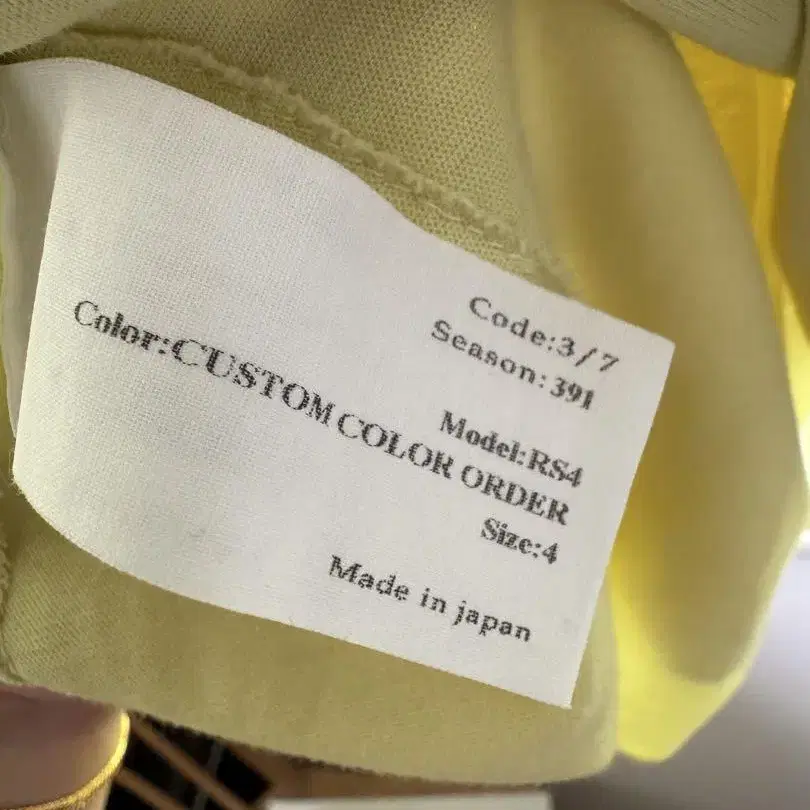 Code:3/7
Season:391
Model:RS4
Color:CUSTOM COLOR ORDER
Size:4
Made in japan